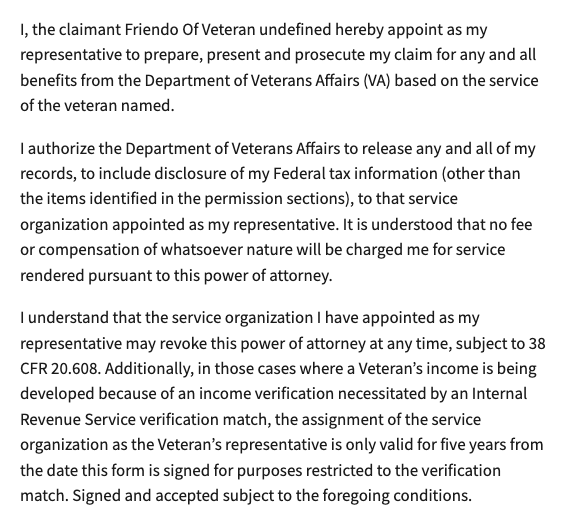 I, the claimant Friendo Of Veteran undefined hereby appoint as my
representative to prepare, present and prosecute my claim for any and all
benefits from the Department of Veterans Affairs (VA) based on the service
of the veteran named.
I authorize the Department of Veterans Affairs to release any and all of my
records, to include disclosure of my Federal tax information (other than
the items identified in the permission sections), to that service
organization appointed as my representative. It is understood that no fee
or compensation of whatsoever nature will be charged me for service
rendered pursuant to this power of attorney.
I understand that the service organization I have appointed as my
representative may revoke this power of attorney at any time, subject to 38
CFR 20.608. Additionally, in those cases where a Veteran’s income is being
developed because of an income verification necessitated by an Internal
Revenue Service verification match, the assignment of the service
organization as the Veteran’s representative is only valid for five years from
the date this form is signed for purposes restricted to the verification
match. Signed and accepted subject to the foregoing conditions.